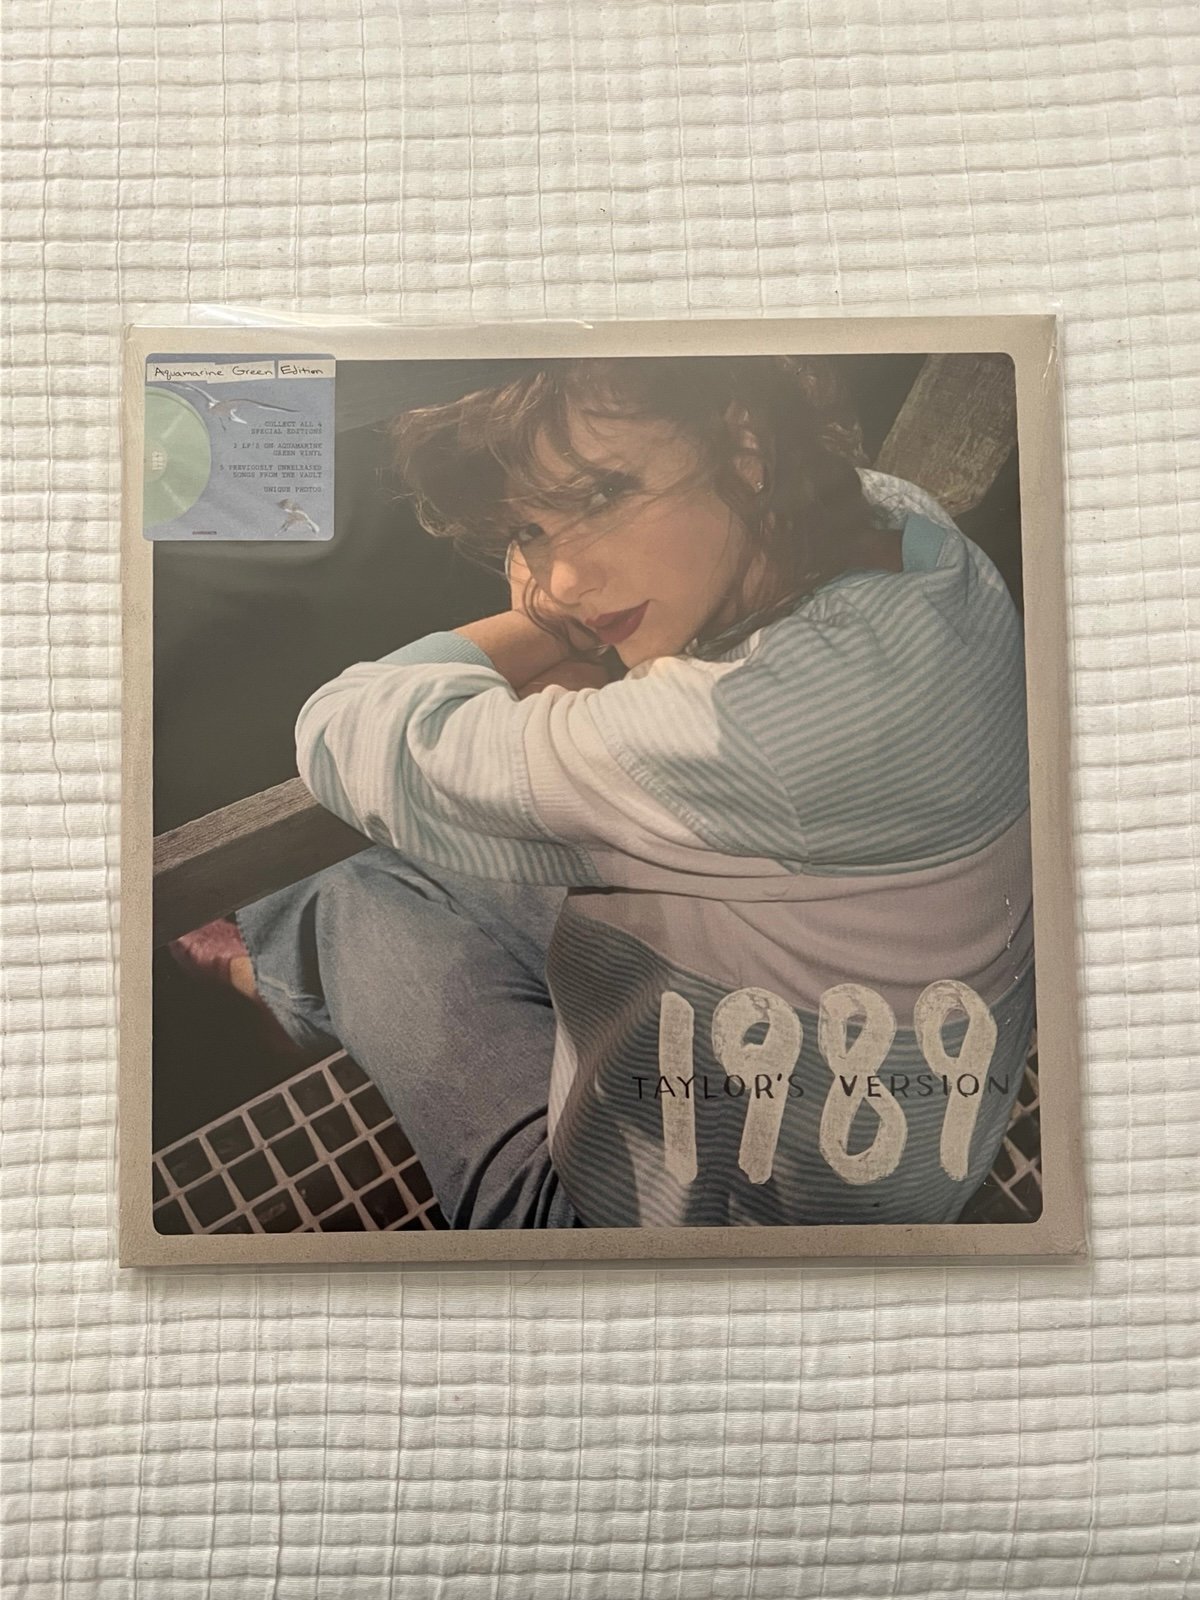 Aquamarine Green Edition
COLLECT ALL 4
SPECIAL EDITIONS
2 LP'S ON AQUAMARINE
GREEN VINYL
5 PREVIOUSLY UNRELEASED
SONGS FROM THE VAULT
UNIQUE PHOTOS
1989
TAYLOR'S VERSION